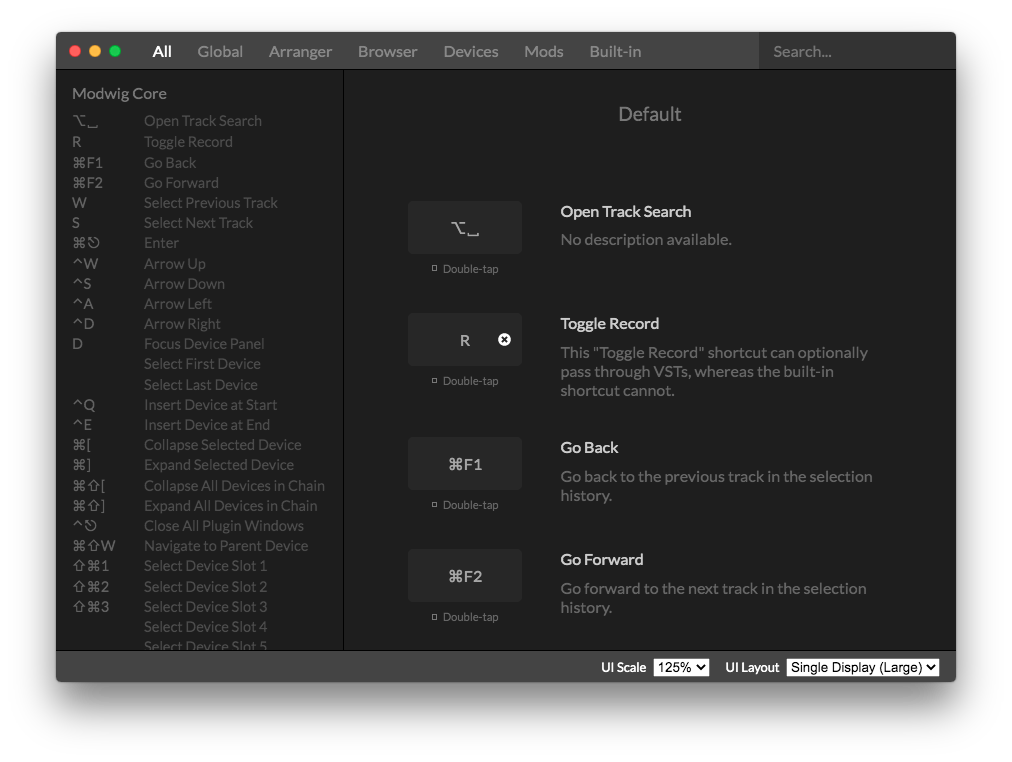 All Global Arranger Browser Devices Mods Built-in Search...
Modwig Core
⌥⎵ Open Track Search
R Toggle Record
⌘F1 Go Back
⌘F2 Go Forward
W Select Previous Track
S Select Next Track
⌘⎋ Enter
^W Arrow Up
^S Arrow Down
^A Arrow Left
^D Arrow Right
D Focus Device Panel
Select First Device
Select Last Device
^Q Insert Device at Start
^E Insert Device at End
⌘[ Collapse Selected Device
⌘] Expand Selected Device
⌘⇧[ Collapse All Devices in Chain
⌘⇧] Expand All Devices in Chain
^⎋ Close All Plugin Windows
⌘⇧W Navigate to Parent Device
⇧⌘1 Select Device Slot 1
⇧⌘2 Select Device Slot 2
⇧⌘3 Select Device Slot 3
Select Device Slot 4
Select Device Slot 5
Default
⌥⎵
Double-tap
Open Track Search
No description available.
R
Double-tap
Toggle Record
This "Toggle Record" shortcut can optionally
pass through VSTs, whereas the built-in
shortcut cannot.
⌘F1
Double-tap
Go Back
Go back to the previous track in the selection
history.
⌘F2
Double-tap
Go Forward
Go forward to the next track in the selection
history.
UI Scale 125% UI Layout Single Display (Large)